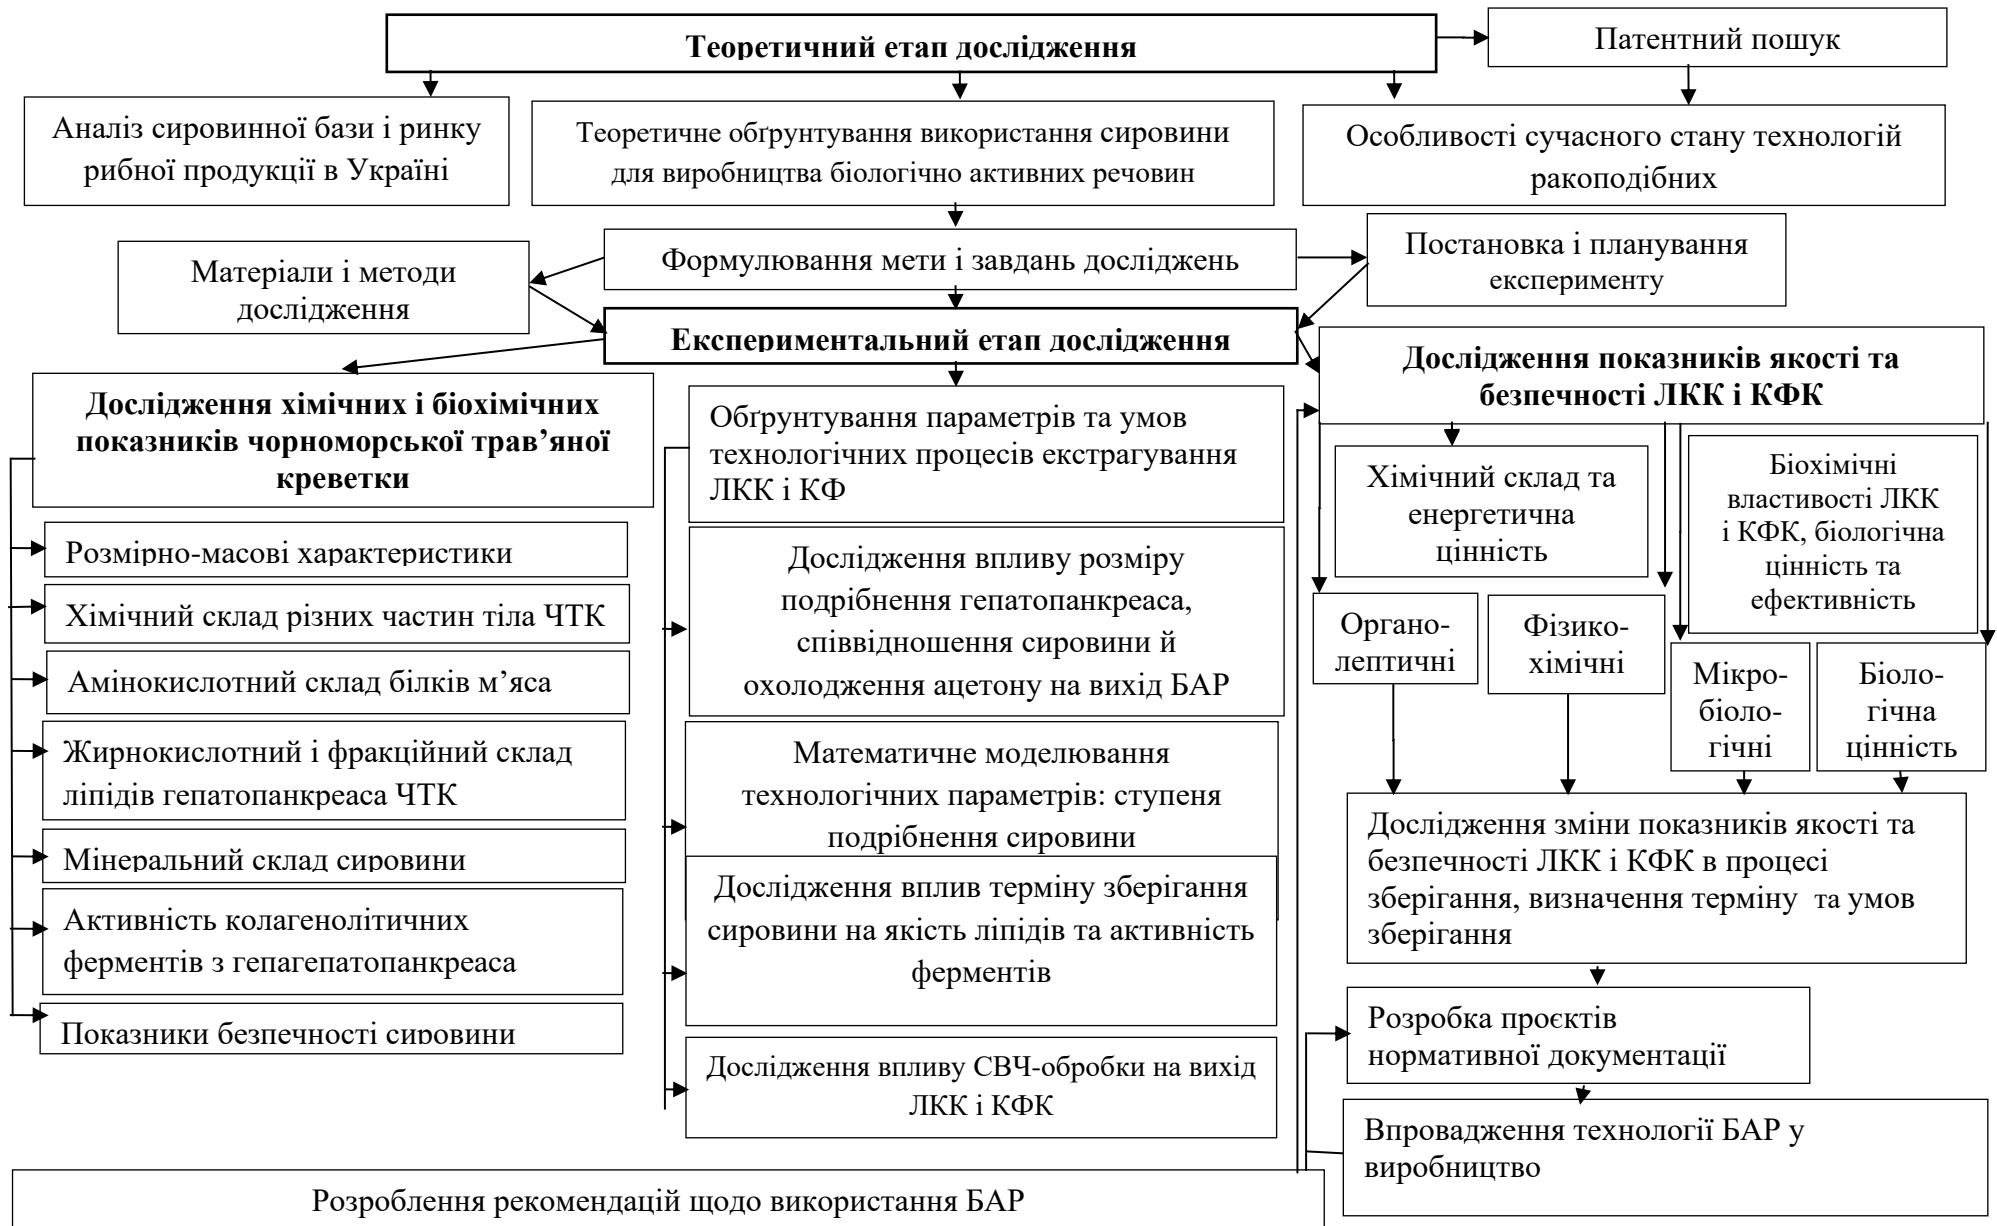 Теоретичний етап дослідження
Патентний пошук
Аналіз сировинної бази і ринку
рибної продукції в Україні
Теоретичне обґрунтування використання сировини
для виробництва біологічно активних речовин
Особливості сучасного стану технологій
ракоподібних
Матеріали і методи
дослідження
Формулювання мети і завдань досліджень
Постановка і планування
експерименту
Експериментальний етап дослідження
Дослідження хімічних і біохімічних
показників чорноморської трав’яної
креветки
Розмірно-масові характеристики
Хімічний склад різних частин тіла ЧТК
Амінокислотний склад білків м’яса
Жирнокислотний і фракційний склад
ліпідів гепатопанкреаса ЧТК
Мінеральний склад сировини
Активність колагенолітичних
ферментів з гепагепатопанкреаса
Показники безпечності сировини
Обґрунтування параметрів та умов
технологічних процесів екстрагування
ЛКК і КФ
Дослідження впливу розміру
подрібнення гепатопанкреаса,
співвідношення сировини й
охолодження ацетону на вихід БАР
Математичне моделювання
технологічних параметрів: ступеня
подрібнення сировини
Дослідження вплив терміну зберігання
сировини на якість ліпідів та активність
ферментів
Дослідження впливу СВЧ-обробки на вихід
ЛКК і КФК
Дослідження показників якості та
безпечності ЛКК і КФК
Хімічний склад та
енергетична
цінність
Біохімічні
властивості ЛКК
і КФК, біологічна
цінність та
ефективність
Органо-
лептичні
Фізико-
хімічні
Мікро-
біоло-
гічні
Біоло-
гічна
цінність
Дослідження зміни показників якості та
безпечності ЛКК і КФК в процесі
зберігання, визначення терміну та умов
зберігання
Розробка проєктів
нормативної документації
Впровадження технології БАР у
виробництво
Розроблення рекомендацій щодо використання БАР